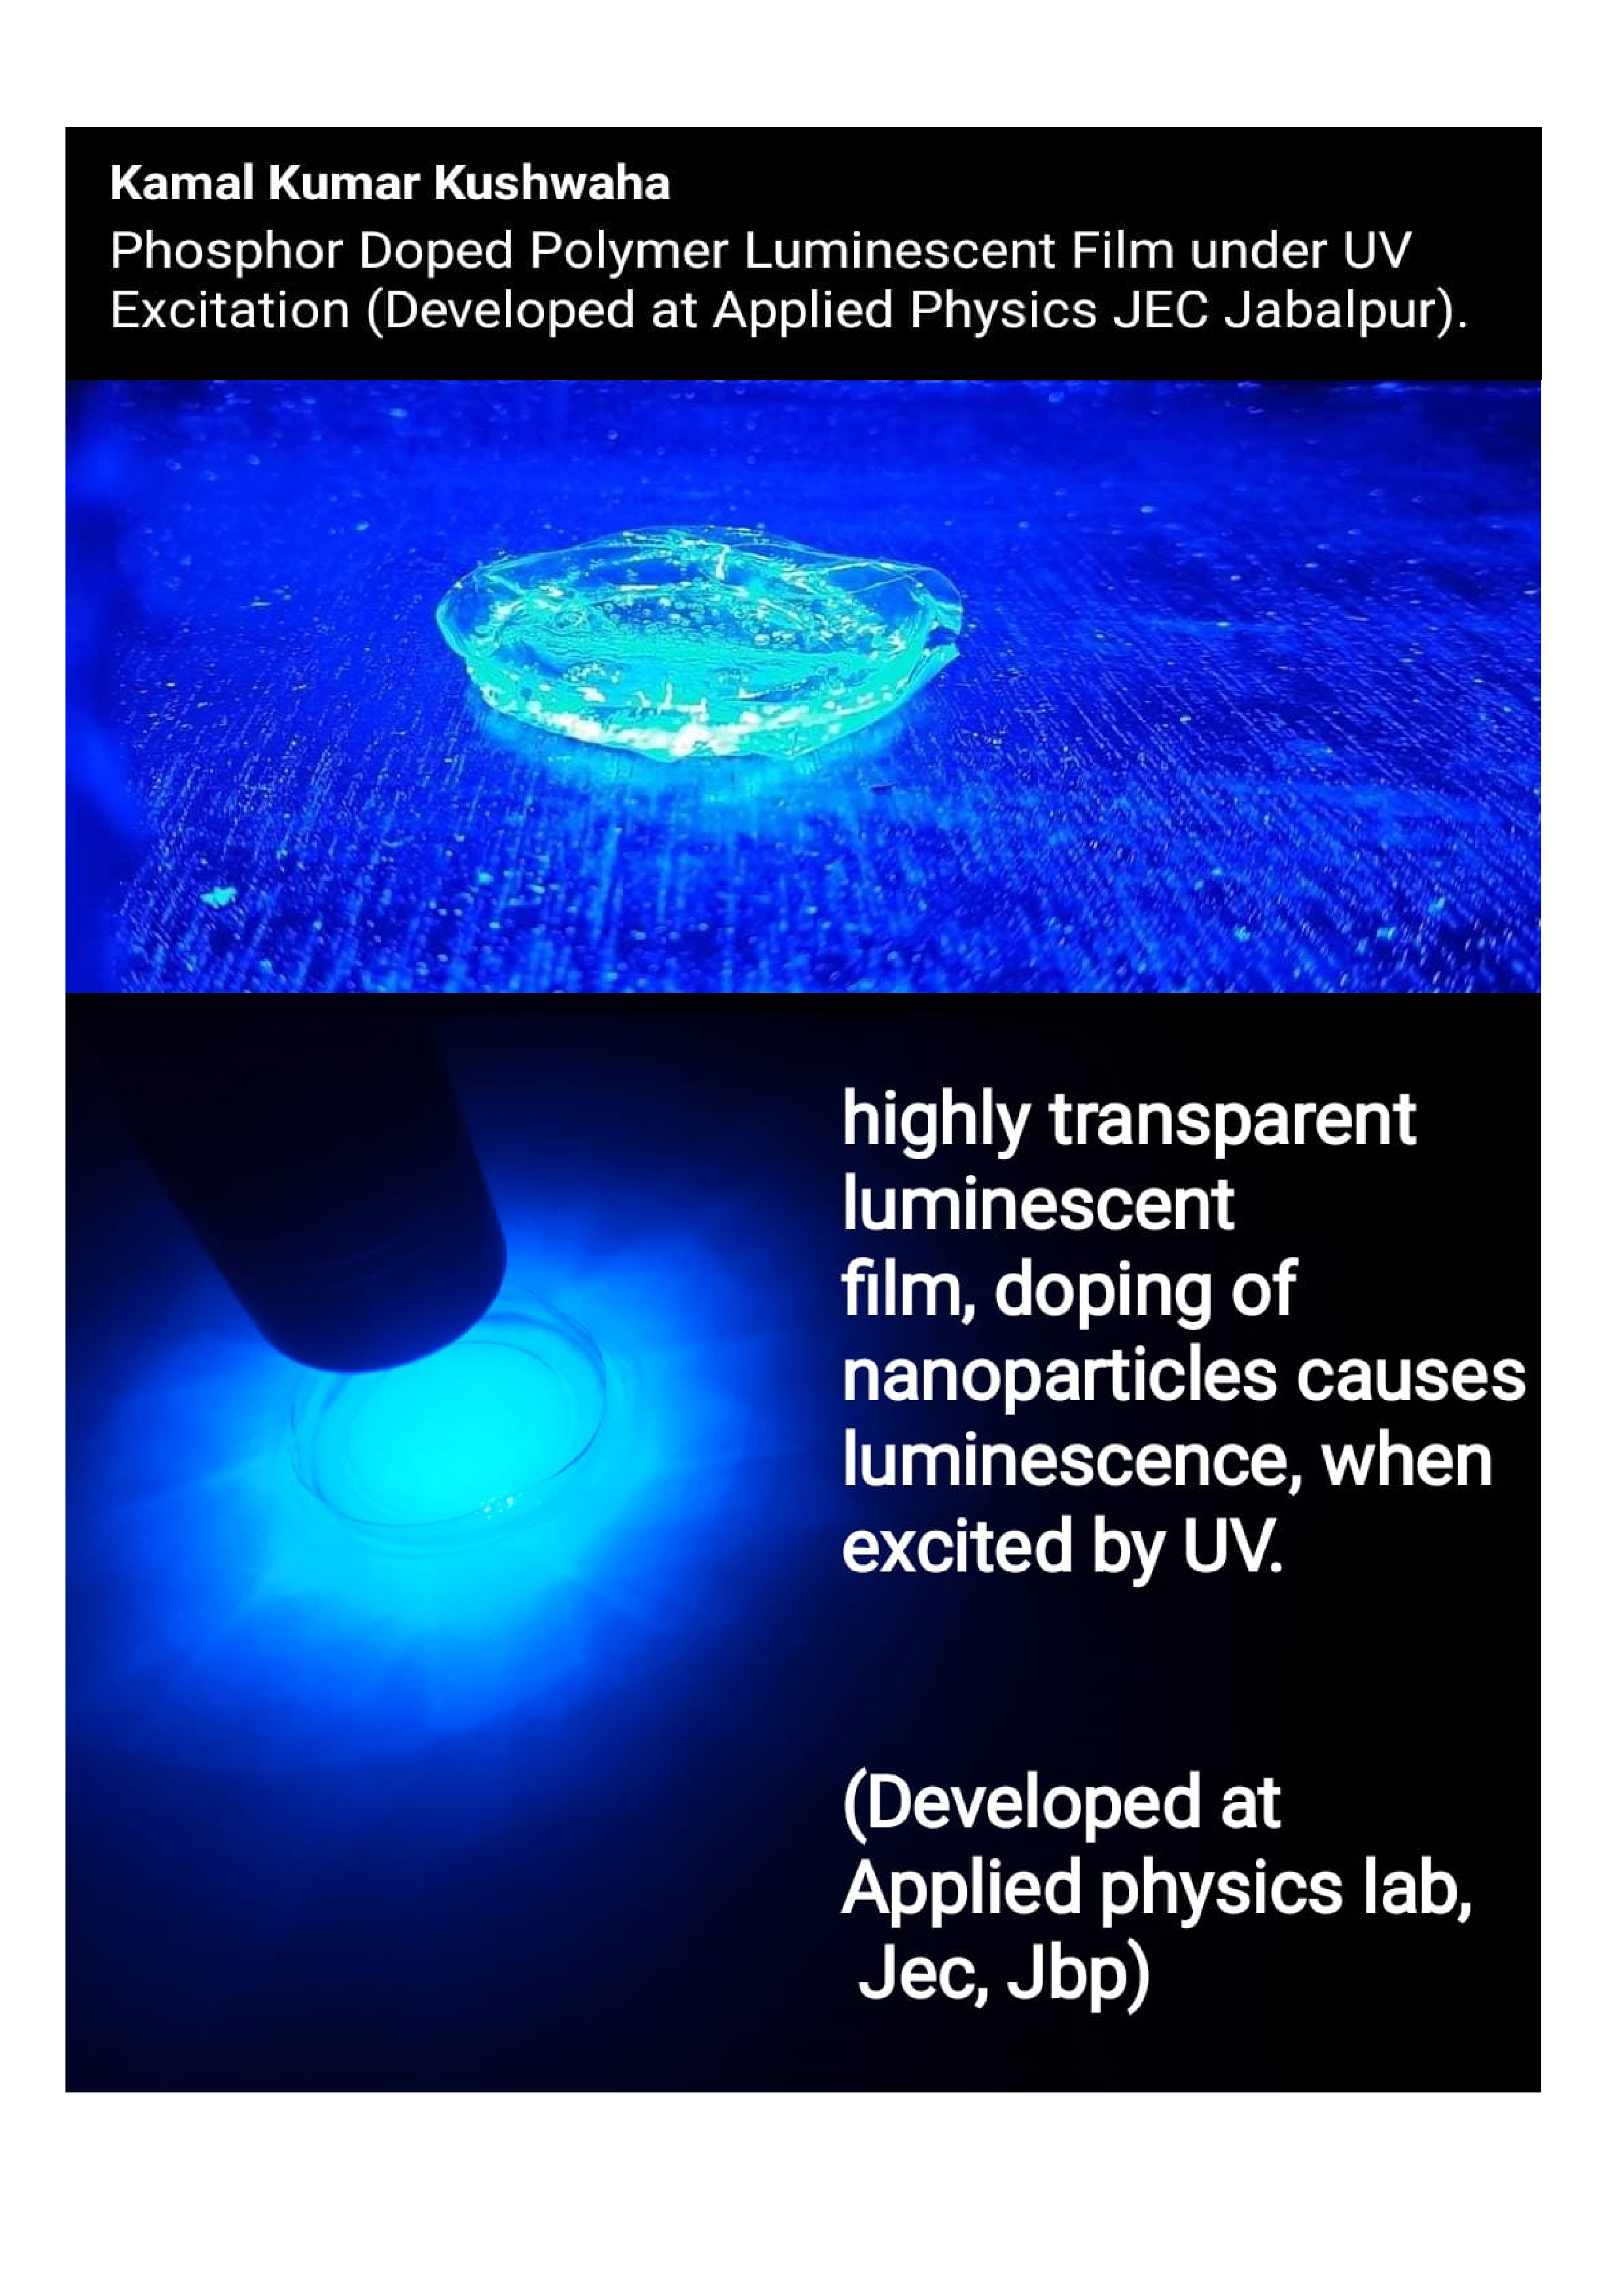 Kamal Kumar Kushwaha
Phosphor Doped Polymer Luminescent Film under UV
Excitation (Developed at Applied Physics JEC Jabalpur).
highly transparent
luminescent
film, doping of
nanoparticles causes
luminescence, when
excited by UV.
(Developed at
Applied physics lab,
Jec, Jbp)